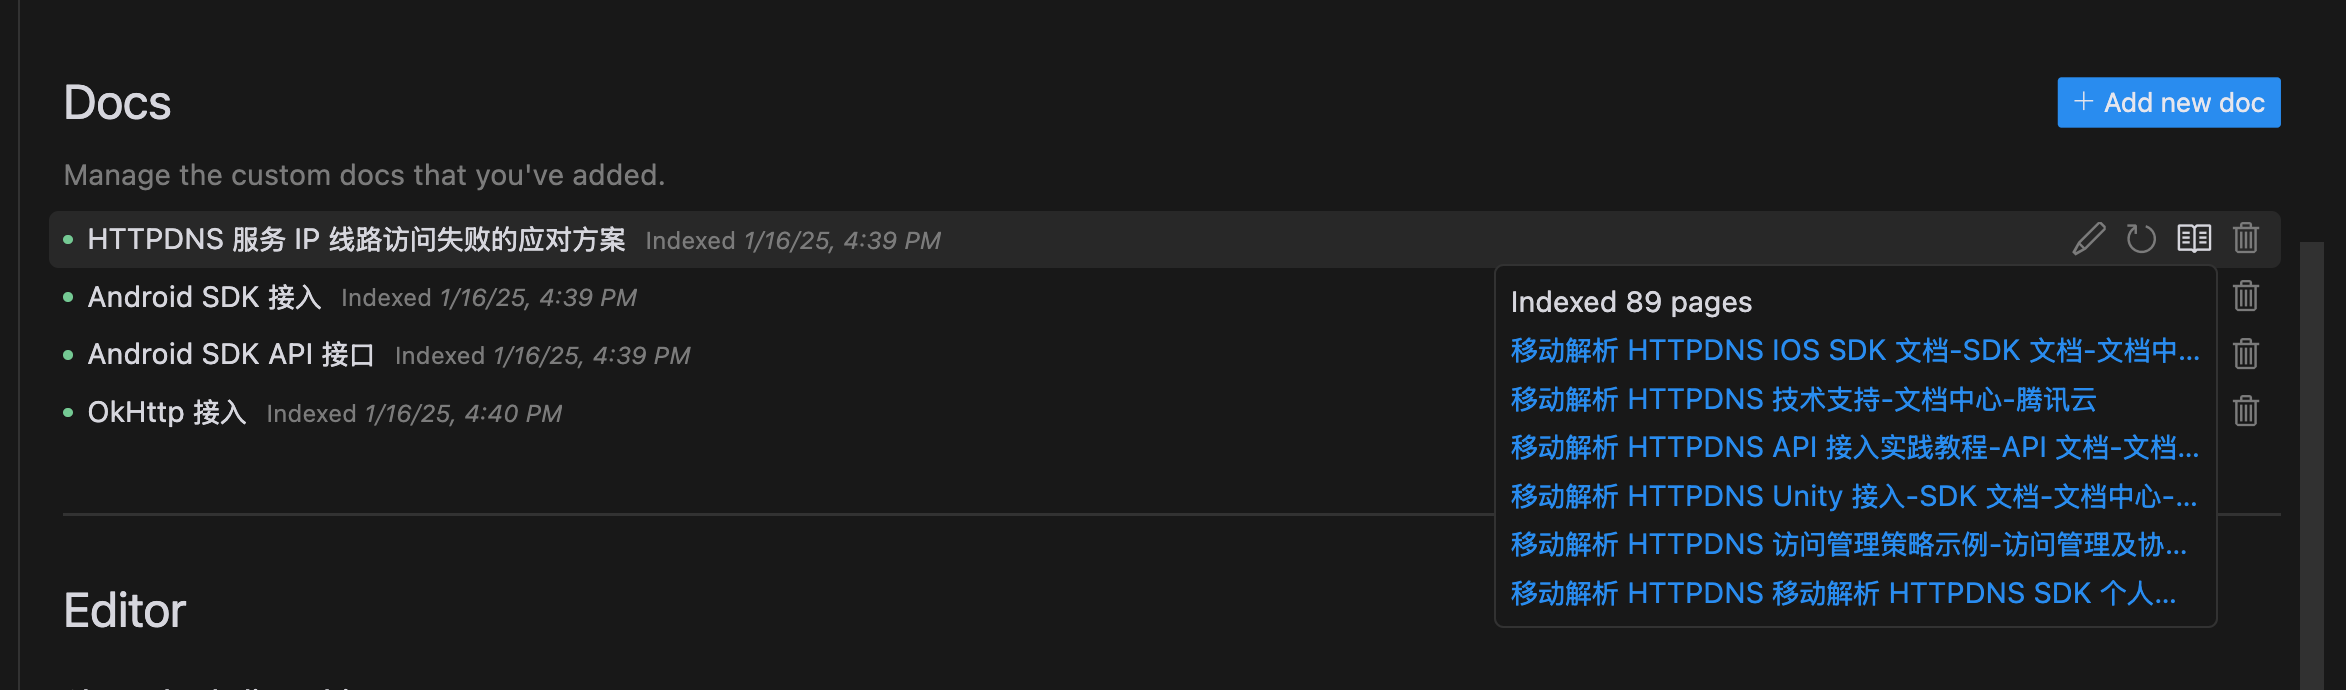 Docs
+ Add new doc
Manage the custom docs that you've added.
HTTPDNS 服务 IP 线路访问失败的应对方案 Indexed 1/16/25, 4:39 PM
Android SDK 接入 Indexed 1/16/25, 4:39 PM
Android SDK API 接口 Indexed 1/16/25, 4:39 PM
OkHttp 接入 Indexed 1/16/25, 4:40 PM
Indexed 89 pages
移动解析 HTTPDNS IOS SDK 文档-SDK 文档-文档中...
移动解析 HTTPDNS 技术支持-文档中心-腾讯云
移动解析 HTTPDNS API 接入实践教程-API 文档-文档...
移动解析 HTTPDNS Unity 接入-SDK 文档-文档中心-...
移动解析 HTTPDNS 访问管理策略示例-访问管理及协...
移动解析 HTTPDNS 移动解析 HTTPDNS SDK 个人...
Editor